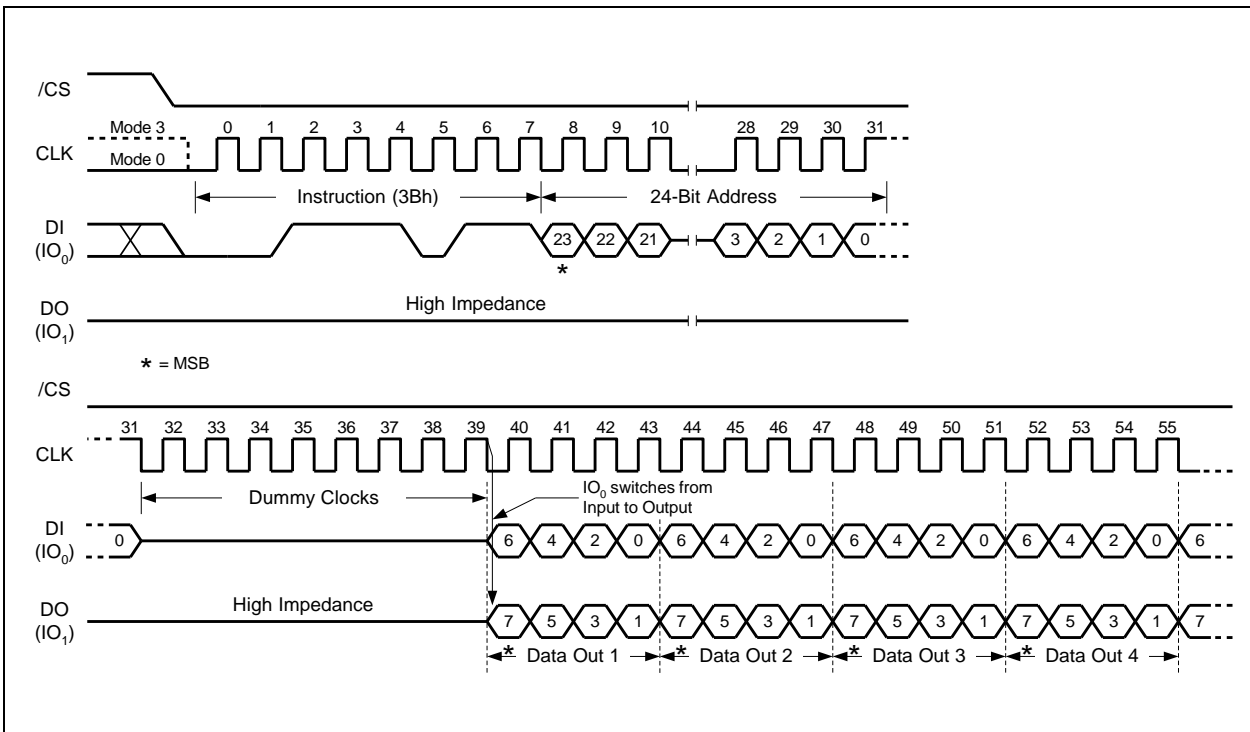 /CS
Mode 3 0 1 2 3 4 5 6 7 8 9 10 28 29 30 31
CLK
Mode 0
Instruction (3Bh) 24-Bit Address
DI
(IO0) 23 22 21 3 2 1 0
*
High Impedance
DO
(IO1)
* = MSB
/CS
31 32 33 34 35 36 37 38 39 40 41 42 43 44 45 46 47 48 49 50 51 52 53 54 55
CLK
Dummy Clocks
IO0 switches from
Input to Output
DI
(IO0) 0 6 4 2 0 6 4 2 0 6 4 2 0 6 4 2 0 6
High Impedance
DO
(IO1) 7 5 3 1 7 5 3 1 7 5 3 1 7 5 3 1 7
* Data Out 1 * Data Out 2 * Data Out 3 * Data Out 4